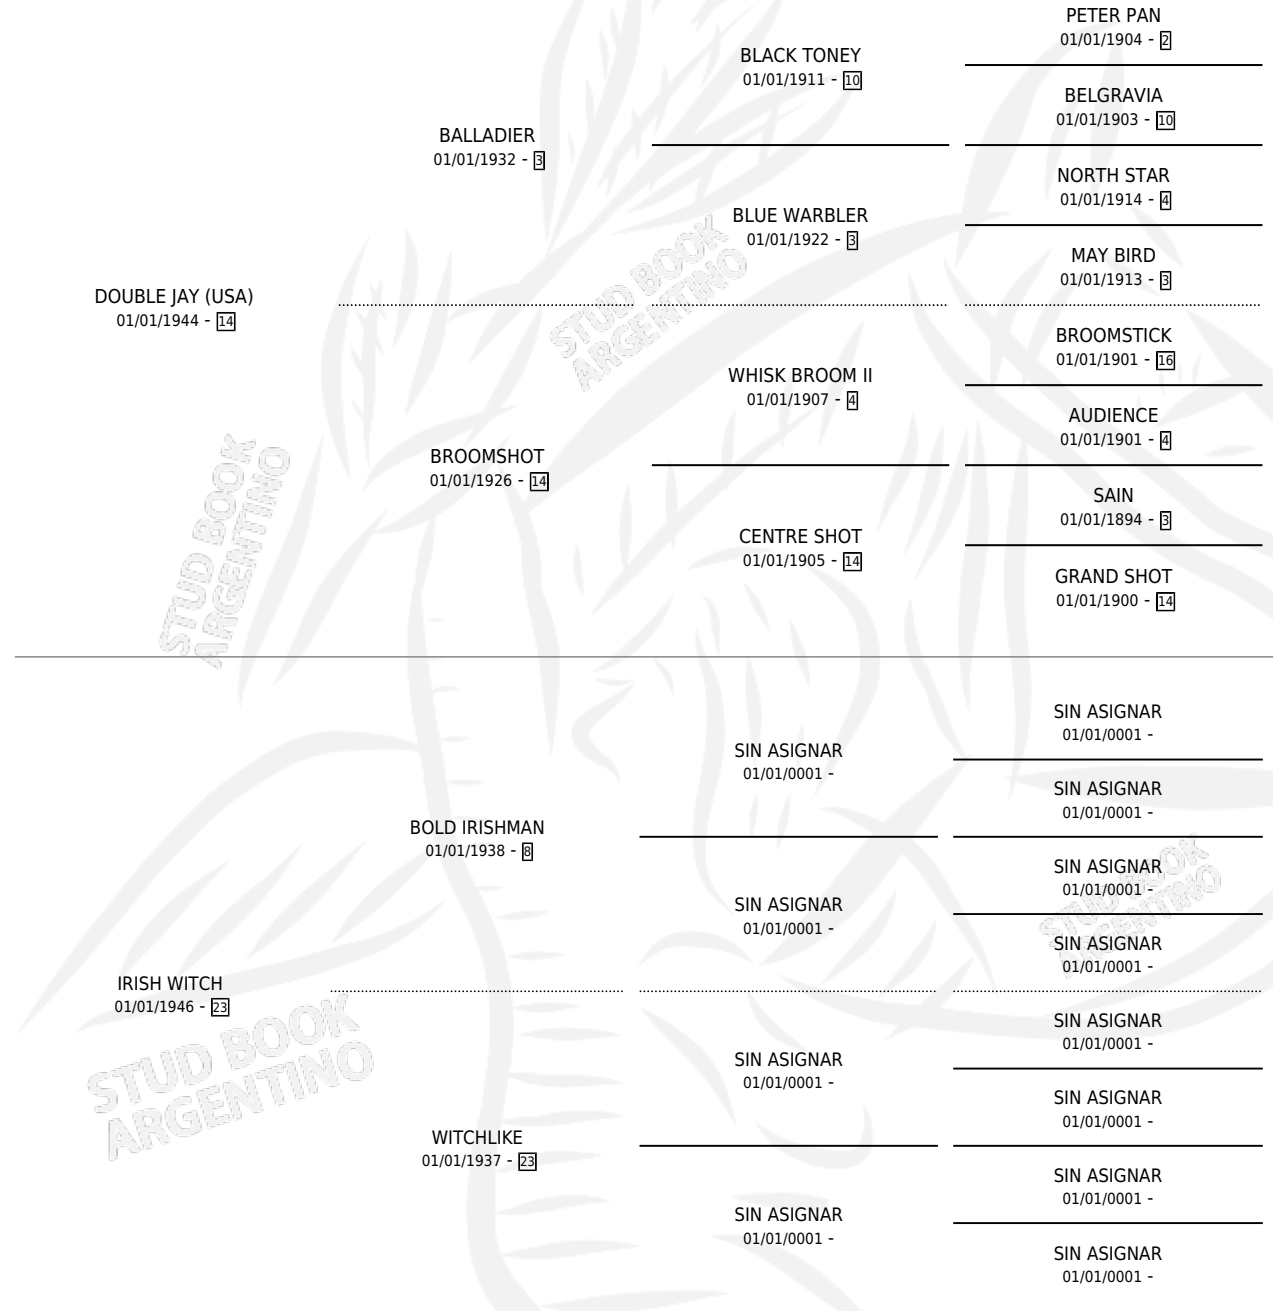 PETER PAN
01/01/1904 - 2
BLACK TONEY
01/01/1911 - 10
BELGRAVIA
01/01/1903 - 10
BALLADIER
01/01/1932 - 3
NORTH STAR
01/01/1914 - 4
BLUE WARBLER
01/01/1922 - 3
MAY BIRD
01/01/1913 - 3
DOUBLE JAY (USA)
01/01/1944 - 14
BROOMSTICK
01/01/1901 - 16
WHISK BROOM II
01/01/1907 - 4
AUDIENCE
01/01/1901 - 4
BROOMSHOT
01/01/1926 - 14
SAIN
01/01/1894 - 3
CENTRE SHOT
01/01/1905 - 14
GRAND SHOT
01/01/1900 - 14
STUD BOOK
ARGENTINO
STUD BOOK
ARGENTINO
SIN ASIGNAR
01/01/0001 -
SIN ASIGNAR
01/01/0001 -
SIN ASIGNAR
01/01/0001 -
BOLD IRISHMAN
01/01/1938 - 8
SIN ASIGNAR
01/01/0001 -
SIN ASIGNAR
01/01/0001 -
SIN ASIGNAR
01/01/0001 -
STUD BOOK
ARGENTINO
IRISH WITCH
01/01/1946 - 23
SIN ASIGNAR
01/01/0001 -
SIN ASIGNAR
01/01/0001 -
SIN ASIGNAR
01/01/0001 -
WITCHLIKE
01/01/1937 - 23
SIN ASIGNAR
01/01/0001 -
SIN ASIGNAR
01/01/0001 -
SIN ASIGNAR
01/01/0001 -
STUD BOOK
ARGENTINO